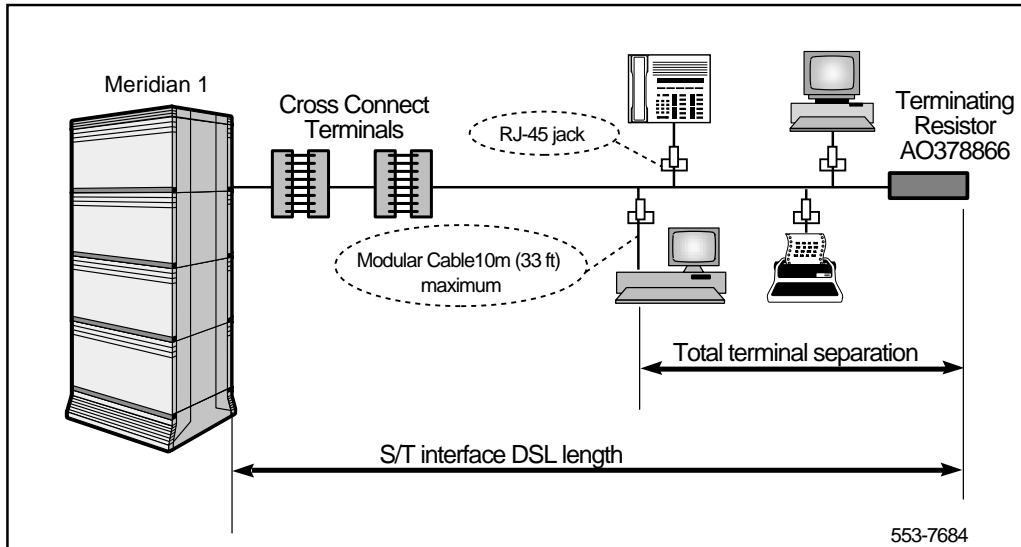 Meridian 1
Cross Connect
Terminals
RJ-45 jack
Terminating
Resistor
AO378866
Modular Cable10m (33 ft)
maximum
Total terminal separation
S/T interface DSL length
553-7684